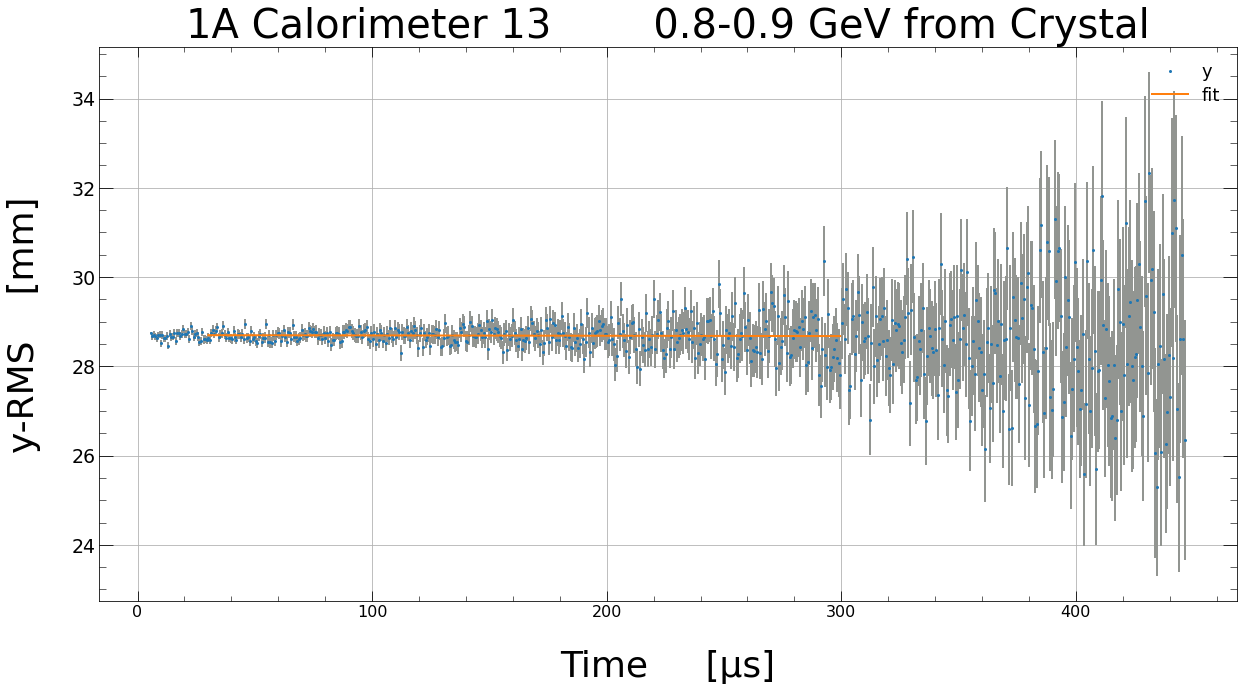 1A Calorimeter 13 0.8-0.9 GeV from Crystal
y
fit
34
32
30
28
26
24
y-RMS [mm]
0 100 200 300 400
Time [µs]